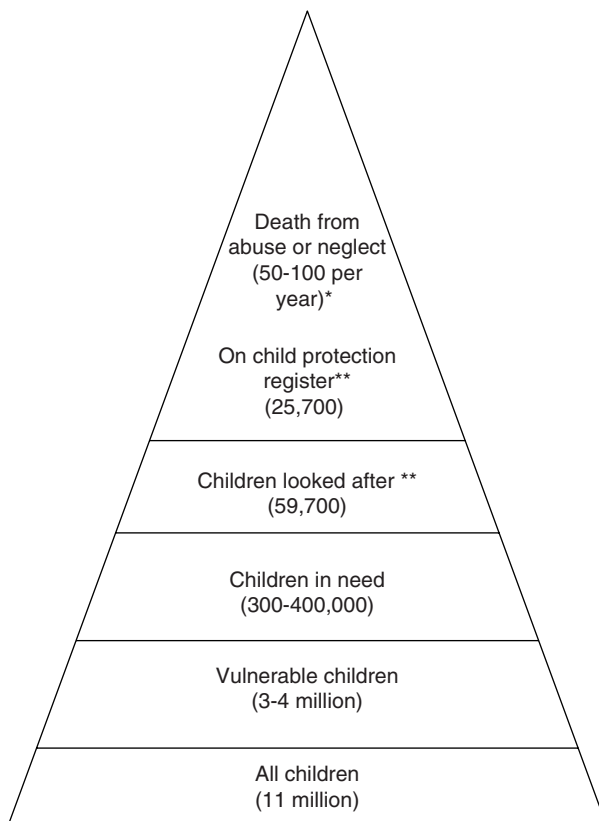 Death from
abuse or neglect
(50-100 per
year)*
On child protection
register**
(25,700)
Children looked after **
(59,700)
Children in need
(300-400,000)
Vulnerable children
(3-4 million)
All children
(11 million)